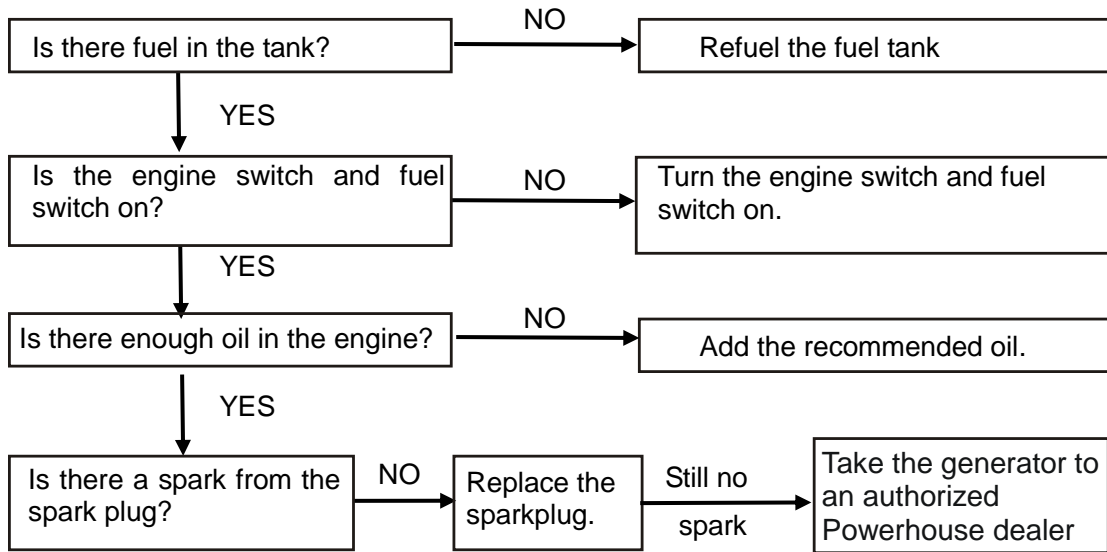 Is there fuel in the tank?
NO
Refuel the fuel tank
YES
Is the engine switch and fuel
switch on?
NO
Turn the engine switch and fuel
switch on.
YES
Is there enough oil in the engine?
NO
Add the recommended oil.
YES
Is there a spark from the
spark plug?
NO
Replace the
sparkplug.
Still no
spark
Take the generator to
an authorized
Powerhouse dealer